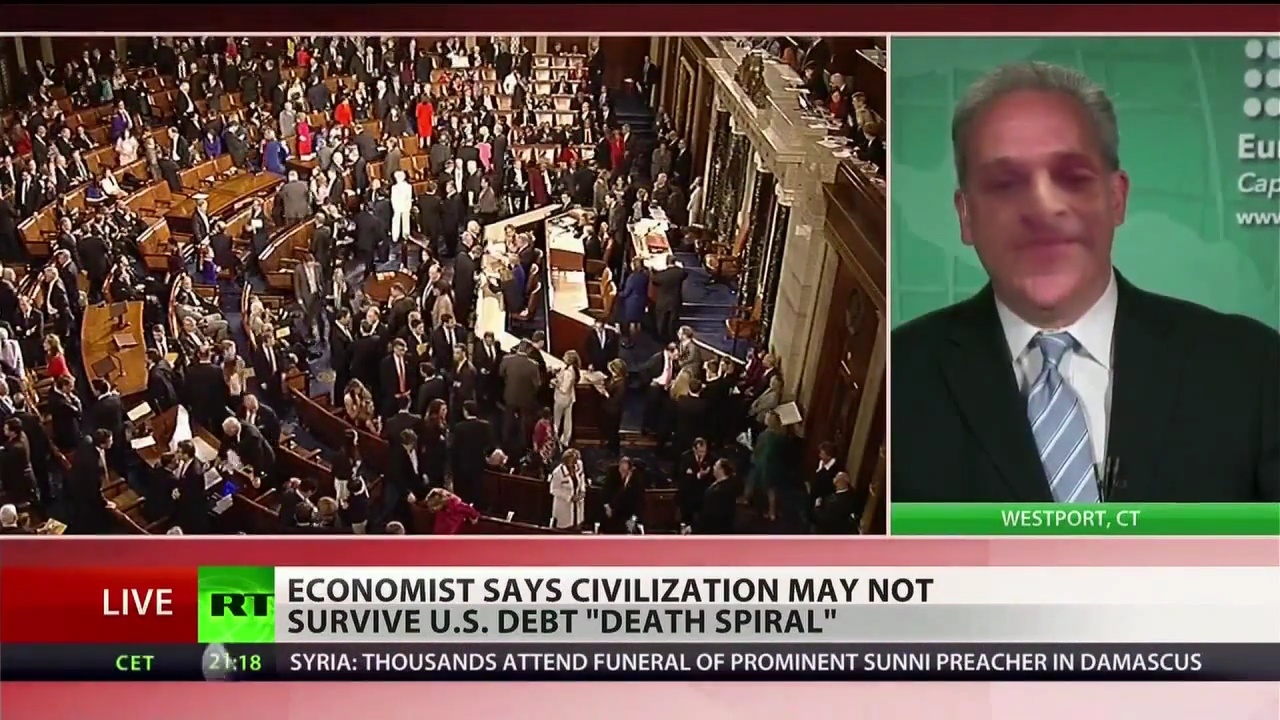 Eu
Cap
www.
WESTPORT, CT
LIVE
RT
ECONOMIST SAYS CIVILIZATION MAY NOT
SURVIVE U.S. DEBT "DEATH SPIRAL"
CET
21:18
SYRIA: THOUSANDS ATTEND FUNERAL OF PROMINENT SUNNI PREACHER IN DAMASCUS